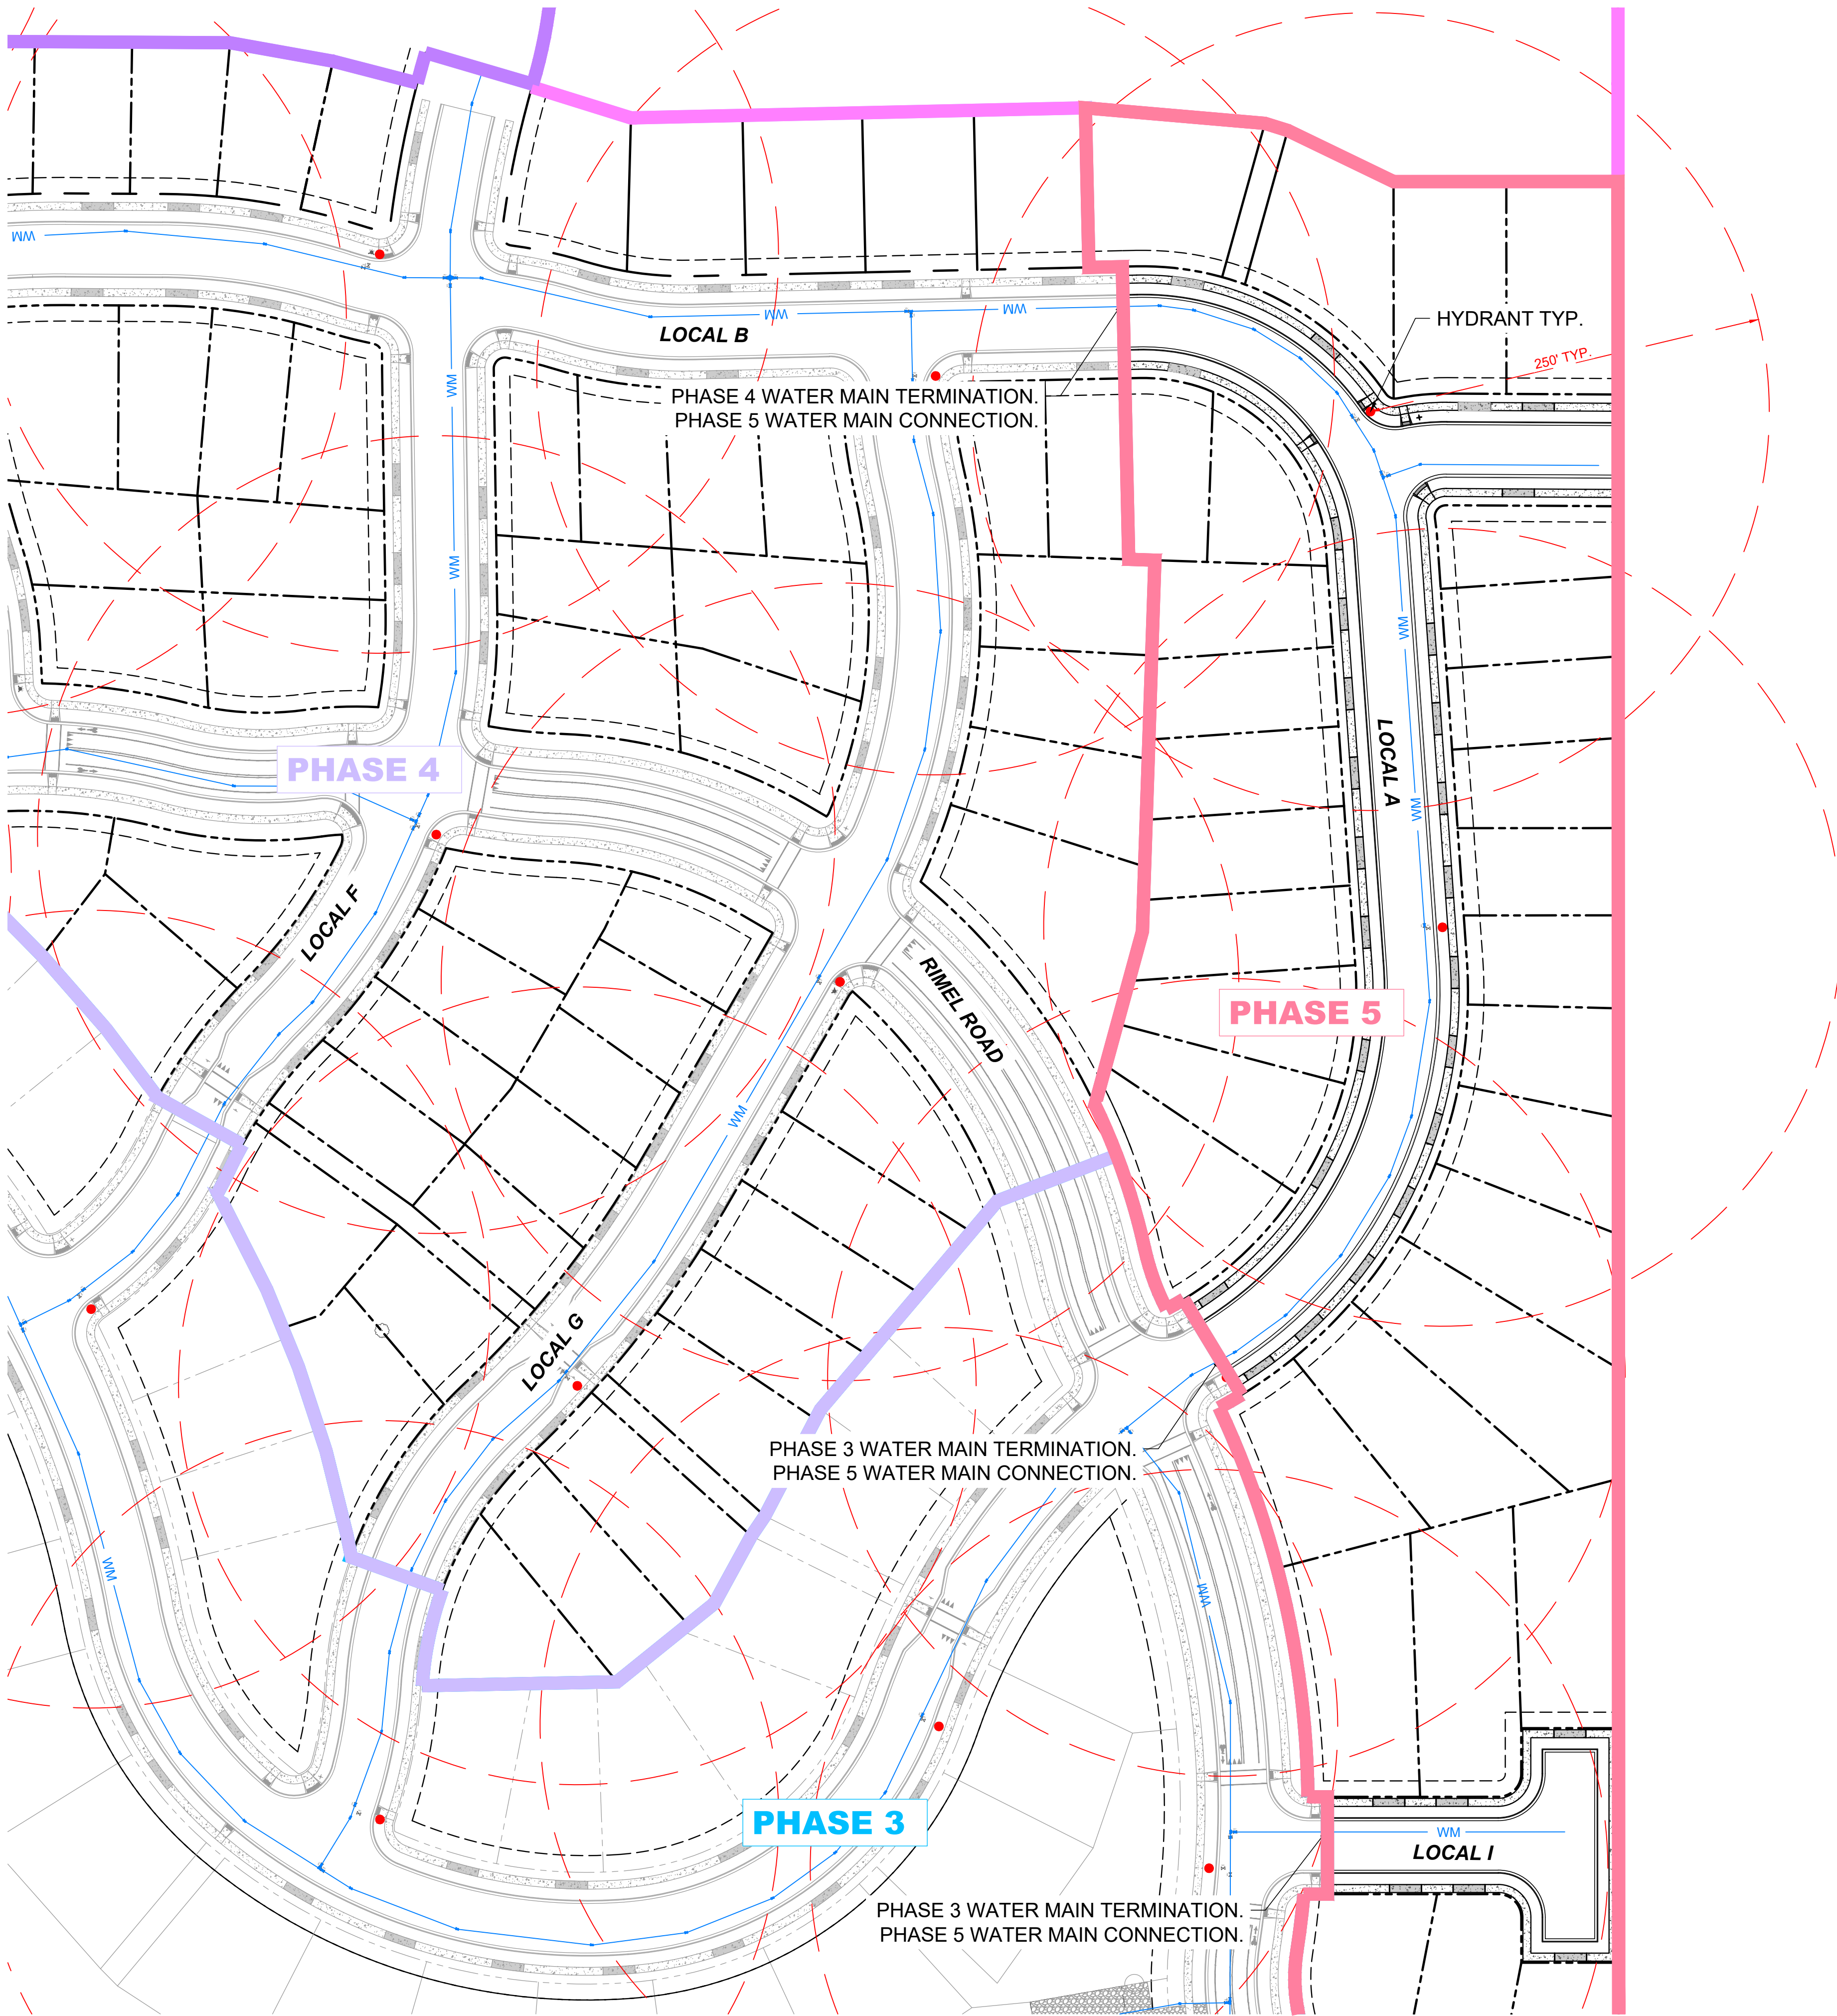 WM
WM
WM
WM
LOCAL B
HYDRANT TYP.
250' TYP.
PHASE 4 WATER MAIN TERMINATION.
PHASE 5 WATER MAIN CONNECTION.
WM
WM
PHASE 4
LOCAL A
WM
LOCAL F
RIMEL ROAD
PHASE 5
WM
LOCAL G
PHASE 3 WATER MAIN TERMINATION.
PHASE 5 WATER MAIN CONNECTION.
WM
WM
PHASE 3
WM
LOCAL I
PHASE 3 WATER MAIN TERMINATION.
PHASE 5 WATER MAIN CONNECTION.